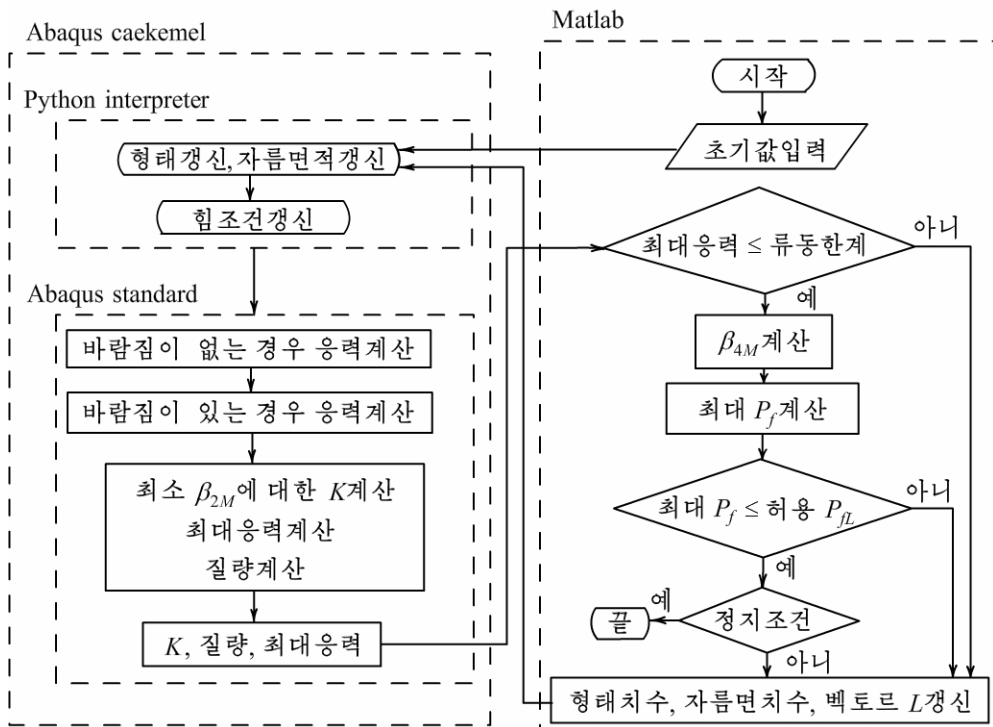 Abaqus caekemel
Python interpreter
형태갱신,자름면적갱신
힘조건갱신
Abaqus standard
바람짐이 없는 경우 응력계산
바람짐이 있는 경우 응력계산
최소 β2M에 대한 K계산
최대응력계산
질량계산
K, 질량, 최대응력
Matlab
시작
초기값입력
최대응력 ≤ 류동한계
아니
예
β4M계산
최대 Pf계산
최대 Pf ≤ 허용 PfL
아니
예
정지조건
예
끝
아니
형태치수, 자름면치수, 벡토르 L갱신